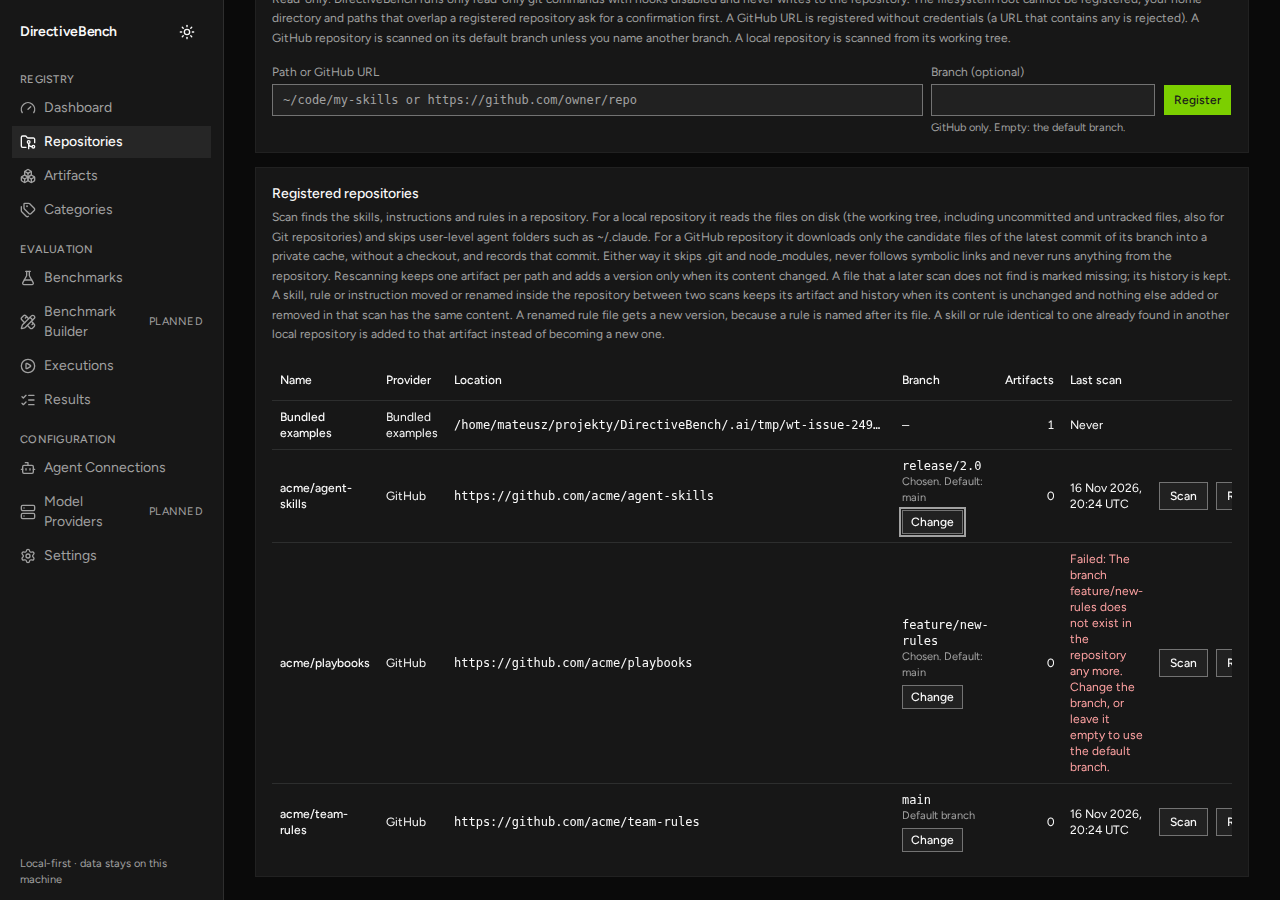 DirectiveBench
REGISTRY
Dashboard
Repositories
Artifacts
Categories
EVALUATION
Benchmarks
Benchmark
Builder
PLANNED
Executions
Results
CONFIGURATION
Agent Connections
Model
Providers
PLANNED
Settings
Local-first · data stays on this
machine
directory and paths that overlap a registered repository ask for a confirmation first. A GitHub URL is registered without credentials (a URL that contains any is rejected). A
GitHub repository is scanned on its default branch unless you name another branch. A local repository is scanned from its working tree.
Path or GitHub URL
Branch (optional)
~/code/my-skills or https://github.com/owner/repo
Register
GitHub only. Empty: the default branch.
Registered repositories
Scan finds the skills, instructions and rules in a repository. For a local repository it reads the files on disk (the working tree, including uncommitted and untracked files, also for
Git repositories) and skips user-level agent folders such as ~/.claude. For a GitHub repository it downloads only the candidate files of the latest commit of its branch into a
private cache, without a checkout, and records that commit. Either way it skips .git and node_modules, never follows symbolic links and never runs anything from the
repository. Rescanning keeps one artifact per path and adds a version only when its content changed. A file that a later scan does not find is marked missing; its history is kept.
A skill, rule or instruction moved or renamed inside the repository between two scans keeps its artifact and history when its content is unchanged and nothing else added or
removed in that scan has the same content. A renamed rule file gets a new version, because a rule is named after its file. A skill or rule identical to one already found in another
local repository is added to that artifact instead of becoming a new one.
Name Provider Location Branch Artifacts Last scan
Bundled
examples
Bundled
examples
/home/mateusz/projekty/DirectiveBench/.ai/tmp/wt-issue-249…
—
1
Never
acme/agent-
skills
GitHub
https://github.com/acme/agent-skills
release/2.0
Chosen. Default:
main
Change
0
16 Nov 2026,
20:24 UTC
Scan
acme/playbooks
GitHub
https://github.com/acme/playbooks
feature/new-
rules
Chosen. Default:
main
Change
0
Failed: The
branch
feature/new-
rules does
not exist in
the
repository
any more.
Change the
branch, or
leave it
empty to use
the default
branch.
Scan
acme/team-
rules
GitHub
https://github.com/acme/team-rules
main
Default branch
Change
0
16 Nov 2026,
20:24 UTC
Scan